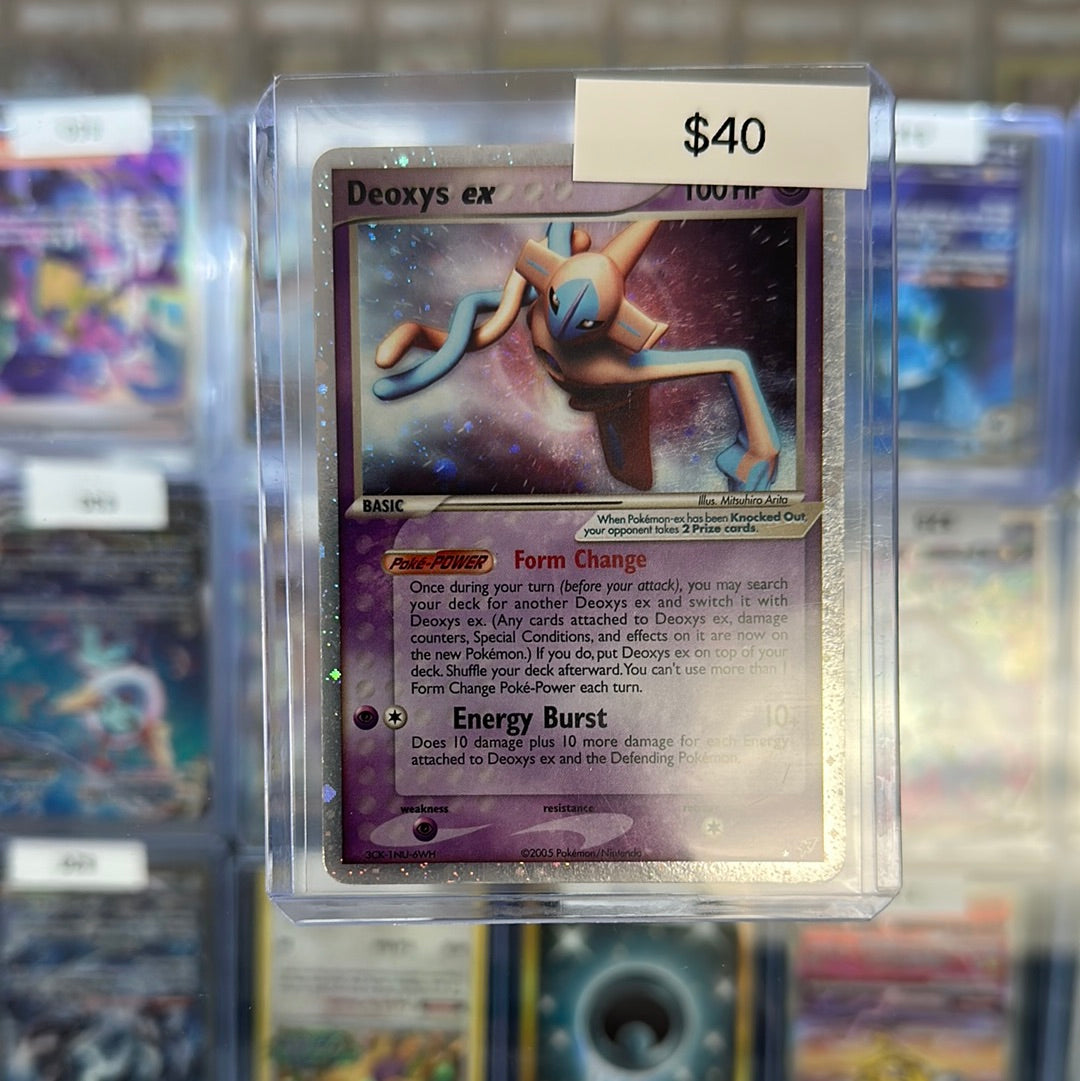 $40
Deoxys ex
100 HP
BASIC
Illus. Mitsuhiro Arita
When Pokémon-ex has been Knocked Out,
your opponent takes 2 Prize cards.
Poké-POWER Form Change
Once during your turn (before your attack), you may search
your deck for another Deoxys ex and switch it with
Deoxys ex. (Any cards attached to Deoxys ex, damage
counters, Special Conditions, and effects on it are now on
the new Pokémon.) If you do, put Deoxys ex on top of your
deck. Shuffle your deck afterward. You can't use more than 1
Form Change Poké-Power each turn.
Energy Burst 10
Does 10 damage plus 10 more damage for each Energy
attached to Deoxys ex and the Defending Pokémon.
weakness resistance
3CK-1NU-6WH ©2005 Pokémon/Nintendo